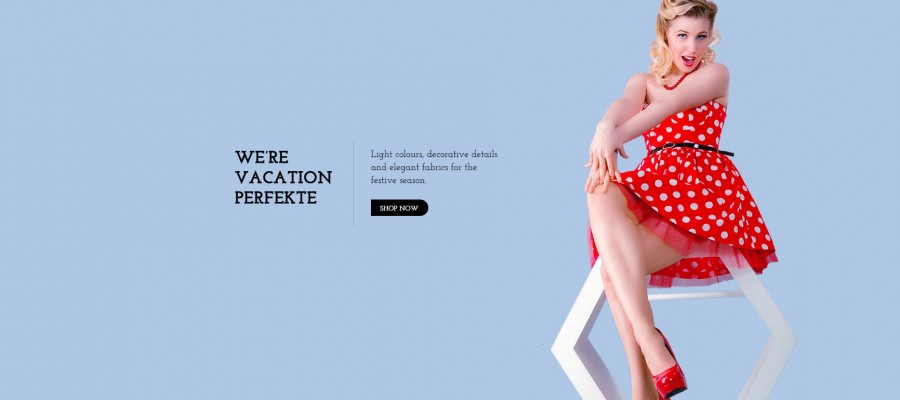 WE'RE
VACATION
PERFEKTE
Light colours, decorative details
and elegant fabrics for the
festive season.
SHOP NOW